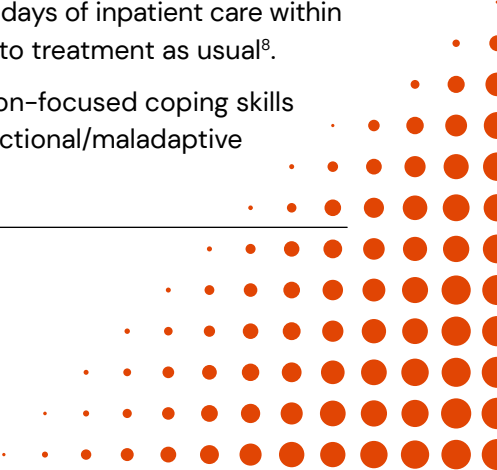 days of inpatient care within
to treatment as usual⁸.
on-focused coping skills
ctional/maladaptive